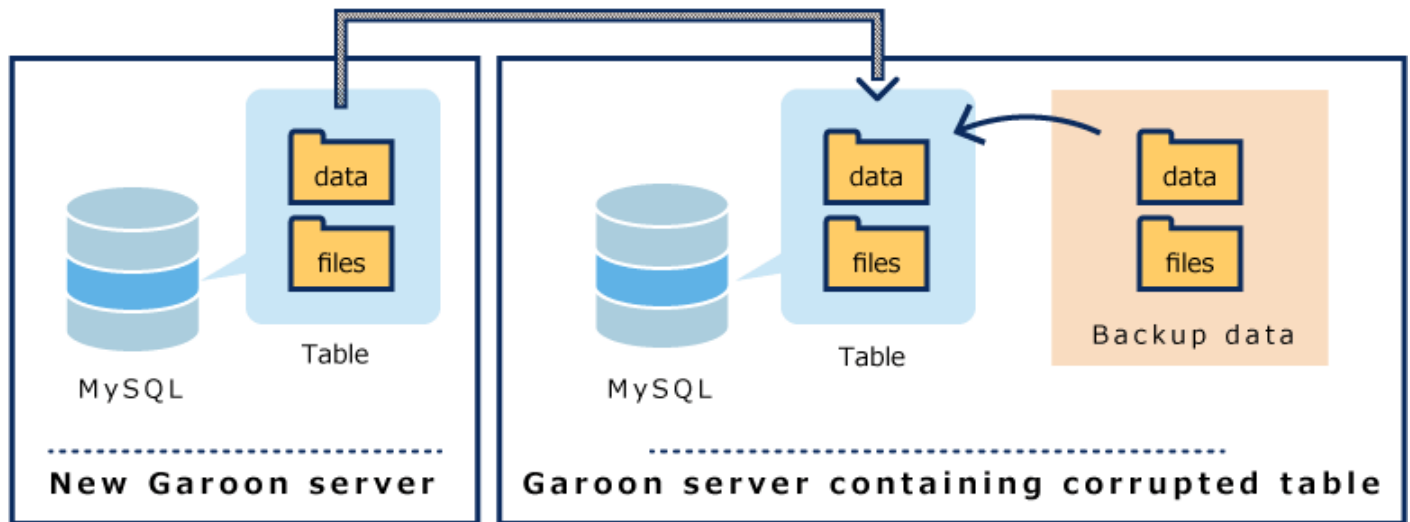 data
files
Table
MySQL
New Garoon server
data
files
Table
MySQL
data
files
Backup data
Garoon server containing corrupted table